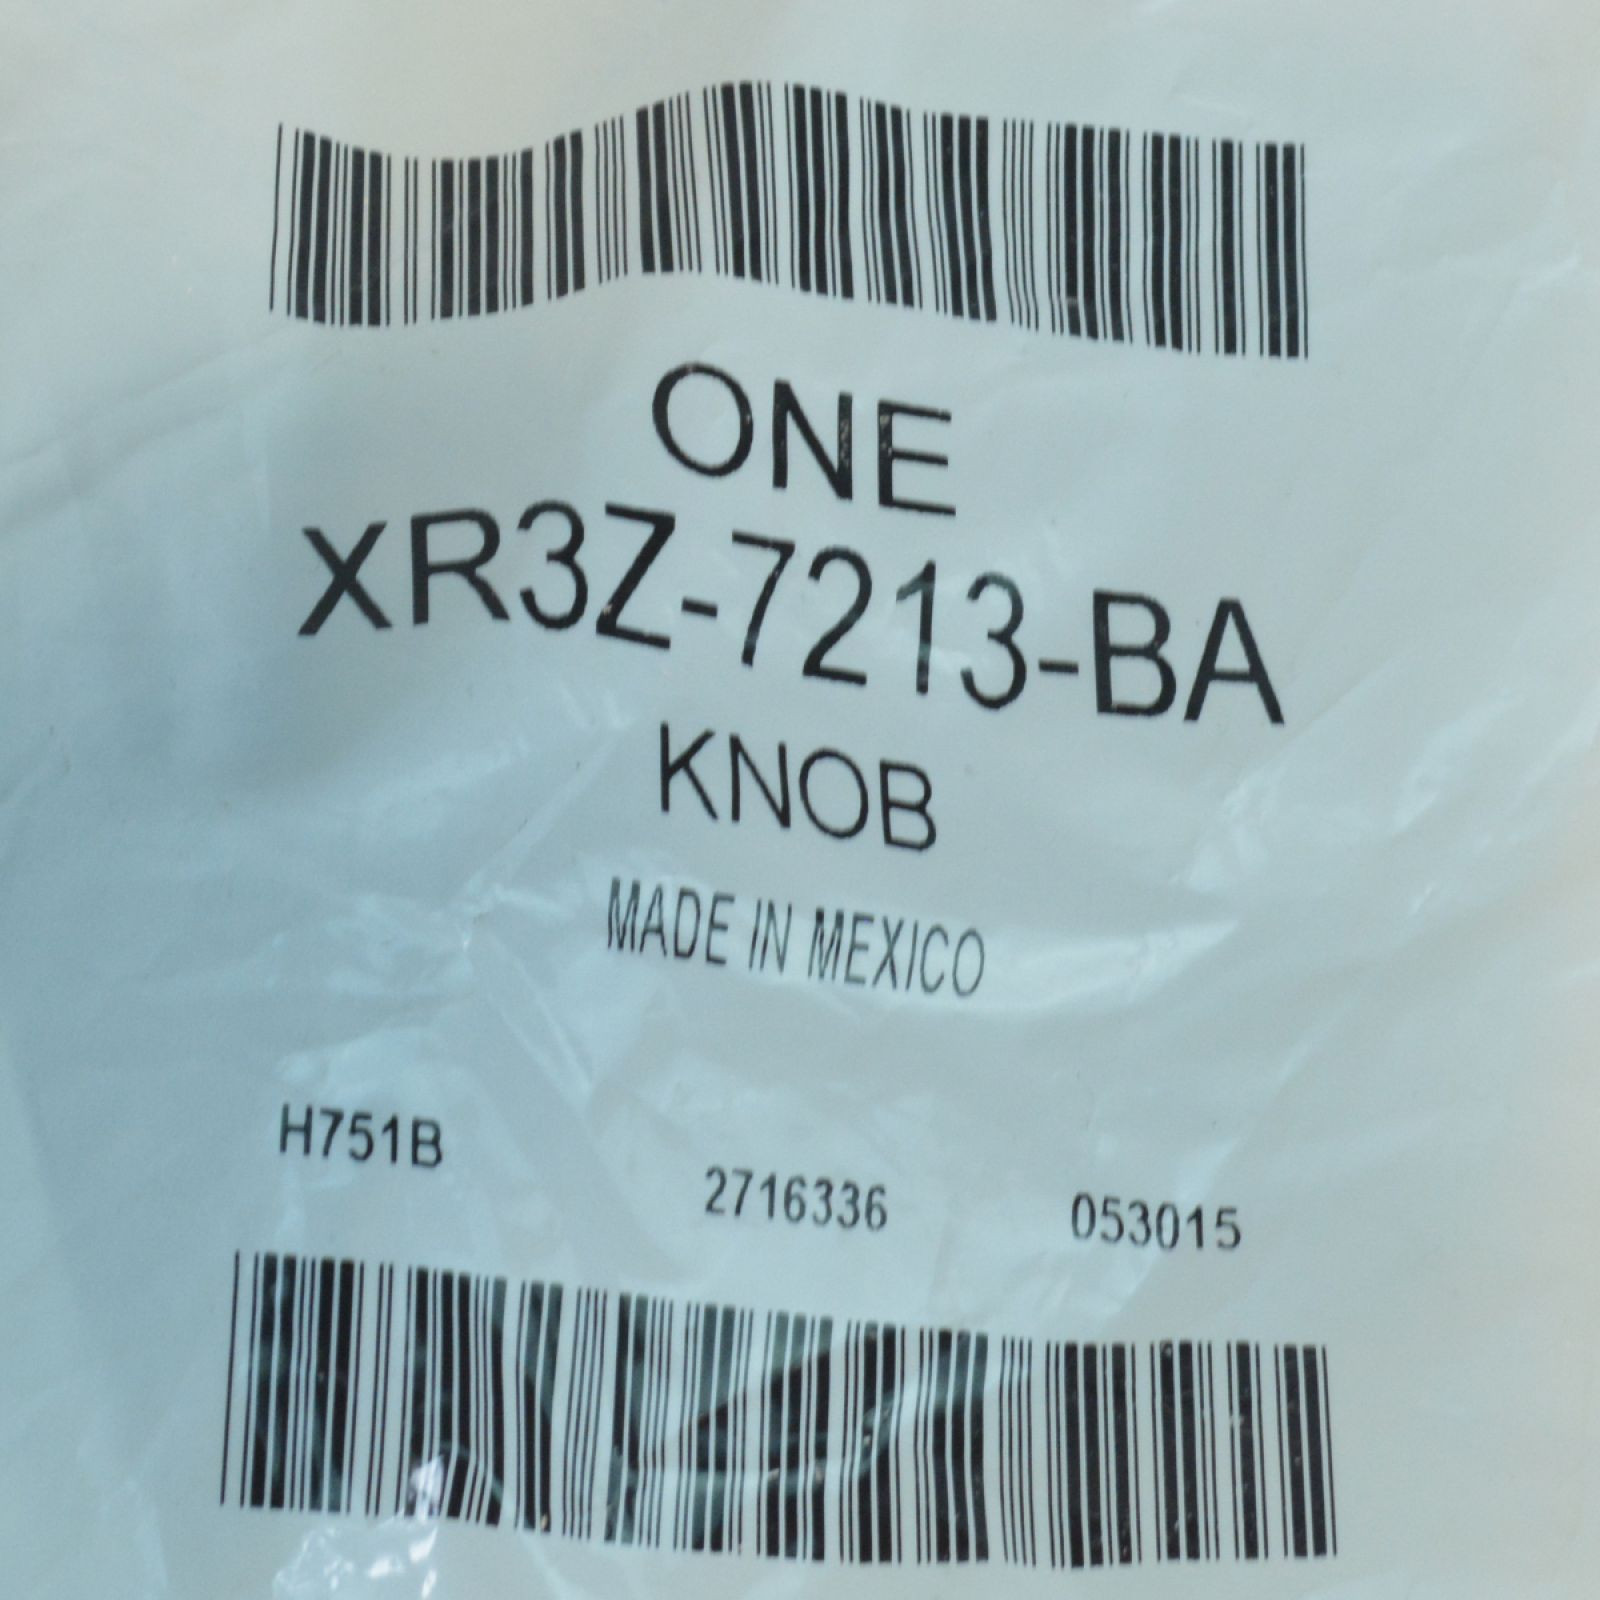 ONE
XR3Z-7213-BA
KNOB
MADE IN MEXICO
H751B 2716336 053015